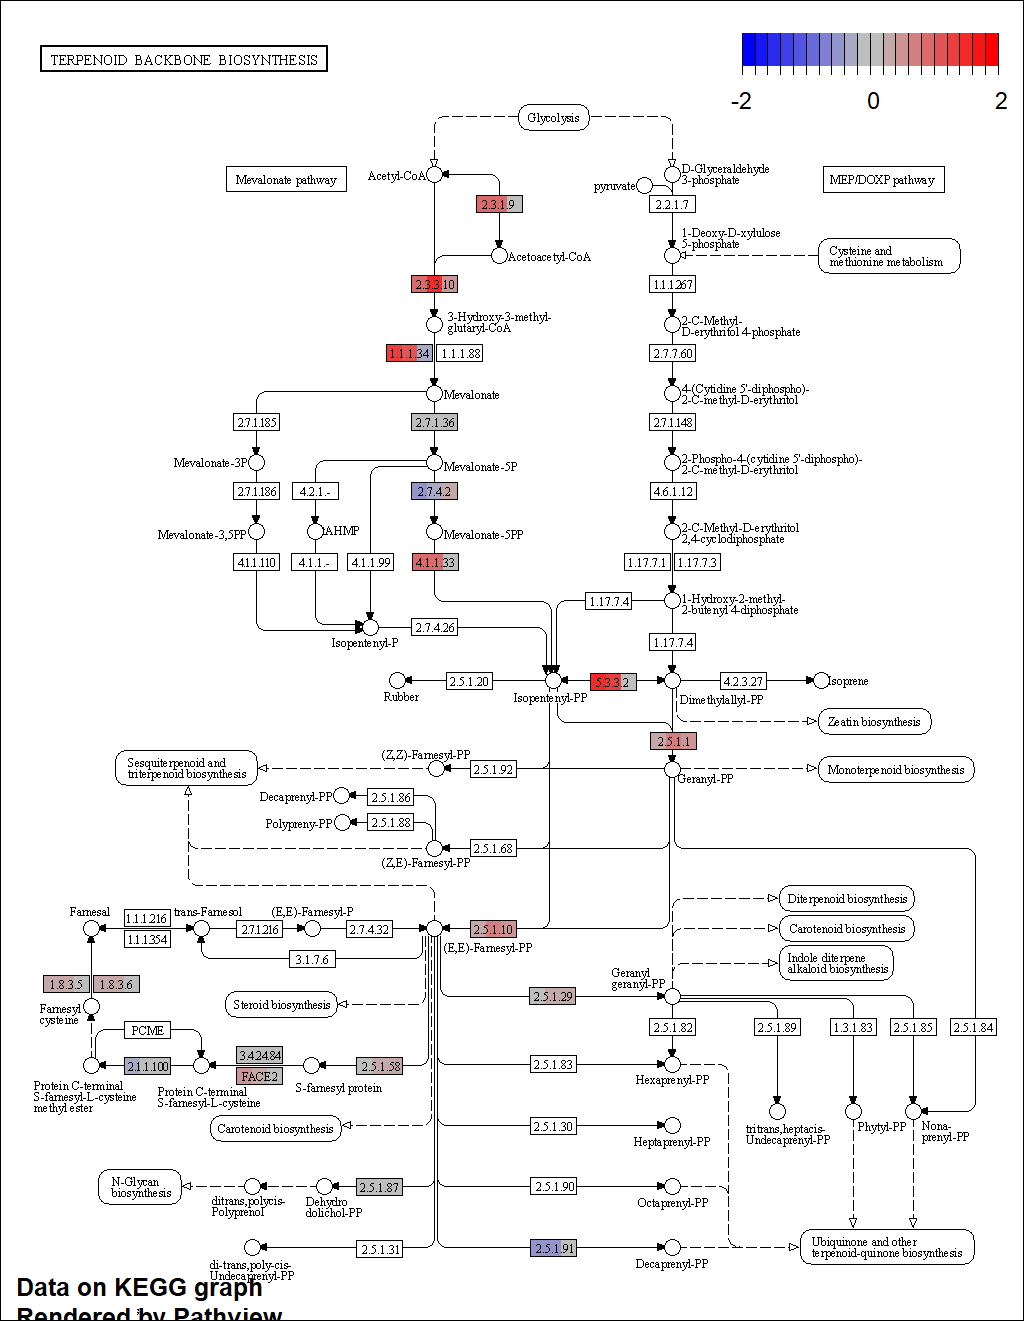 TERPENOID BACKBONE BIOSYNTHESIS
-2 0 2
Glycolysis
Mevalonate pathway
Acetyl-CoA
D-Glyceraldehyde
3-phosphate
pyruvate
MEP/DOXP pathway
2.3.1.9
2.2.1.7
Acetoacetyl-CoA
1-Deoxy-D-xylulose
5-phosphate
Cysteine and
methionine metabolism
2.3.3.10
1.1.1.267
3-Hydroxy-3-methyl-
glutaryl-CoA
2-C-Methyl-
D-erythritol 4-phosphate
1.1.1.34
1.1.1.88
2.7.7.60
Mevalonate
4-(Cytidine 5'-diphospho)-
2-C-methyl-D-erythritol
2.7.1.185
2.7.1.36
2.7.1.148
Mevalonate-3P
Mevalonate-5P
2-Phospho-4-(cytidine 5'-diphospho)-
2-C-methyl-D-erythritol
2.7.1.186
4.2.1.-
2.7.4.2
4.6.1.12
Mevalonate-3,5PP
tAHMP
Mevalonate-5PP
2-C-Methyl-D-erythritol
2,4-cyclodiphosphate
4.1.1.110
4.1.1.-
4.1.1.99
4.1.1.33
1.17.7.1
1.17.7.3
1.17.7.4
1-Hydroxy-2-methyl-
2-butenyl 4-diphosphate
2.7.4.26
Isopentenyl-P
1.17.7.4
2.5.1.20
5.3.3.2
4.2.3.27
Isoprene
Rubber
Isopentenyl-PP
Dimethylallyl-PP
Zeatin biosynthesis
2.5.1.1
(Z,Z)-Farnesyl-PP
Sesquiterpenoid and
triterpenoid biosynthesis
2.5.1.92
Geranyl-PP
Monoterpenoid biosynthesis
Decaprenyl-PP
2.5.1.86
Polypreny-PP
2.5.1.88
2.5.1.68
(Z,E)-Farnesyl-PP
Diterpenoid biosynthesis
Farnesal
1.1.1.216
trans-Farnesol
(E,E)-Farnesyl-P
1.1.1.354
2.7.1.216
2.7.4.32
2.5.1.10
Carotenoid biosynthesis
(E,E)-Farnesyl-PP
3.1.7.6
Indole diterpene
alkaloid biosynthesis
1.8.3.5
1.8.3.6
Geranyl
geranyl-PP
Farnesyl
cysteine
Steroid biosynthesis
2.5.1.29
PCME
2.5.1.82
2.5.1.89
1.3.1.83
2.5.1.85
2.5.1.84
3.4.24.84
2.1.1.100
FACE2
2.5.1.58
2.5.1.83
Protein C-terminal
S-farnesyl-L-cysteine
methyl ester
Protein C-terminal
S-farnesyl-L-cysteine
S-farnesyl protein
Hexaprenyl-PP
Carotenoid biosynthesis
2.5.1.30
Heptaprenyl-PP
tritrans,heptacis-
Undecaprenyl-PP
Phytyl-PP
Nona-
prenyl-PP
N-Glycan
biosynthesis
2.5.1.87
2.5.1.90
ditrans,polycis-
Polyprenol
Dehydro
dolichol-PP
Octaprenyl-PP
2.5.1.31
2.5.1.91
di-trans,poly-cis-
Undecaprenyl-PP
Decaprenyl-PP
Ubiquinone and other
terpenoid-quinone biosynthesis
Data on KEGG graph
Rendered by Pathview